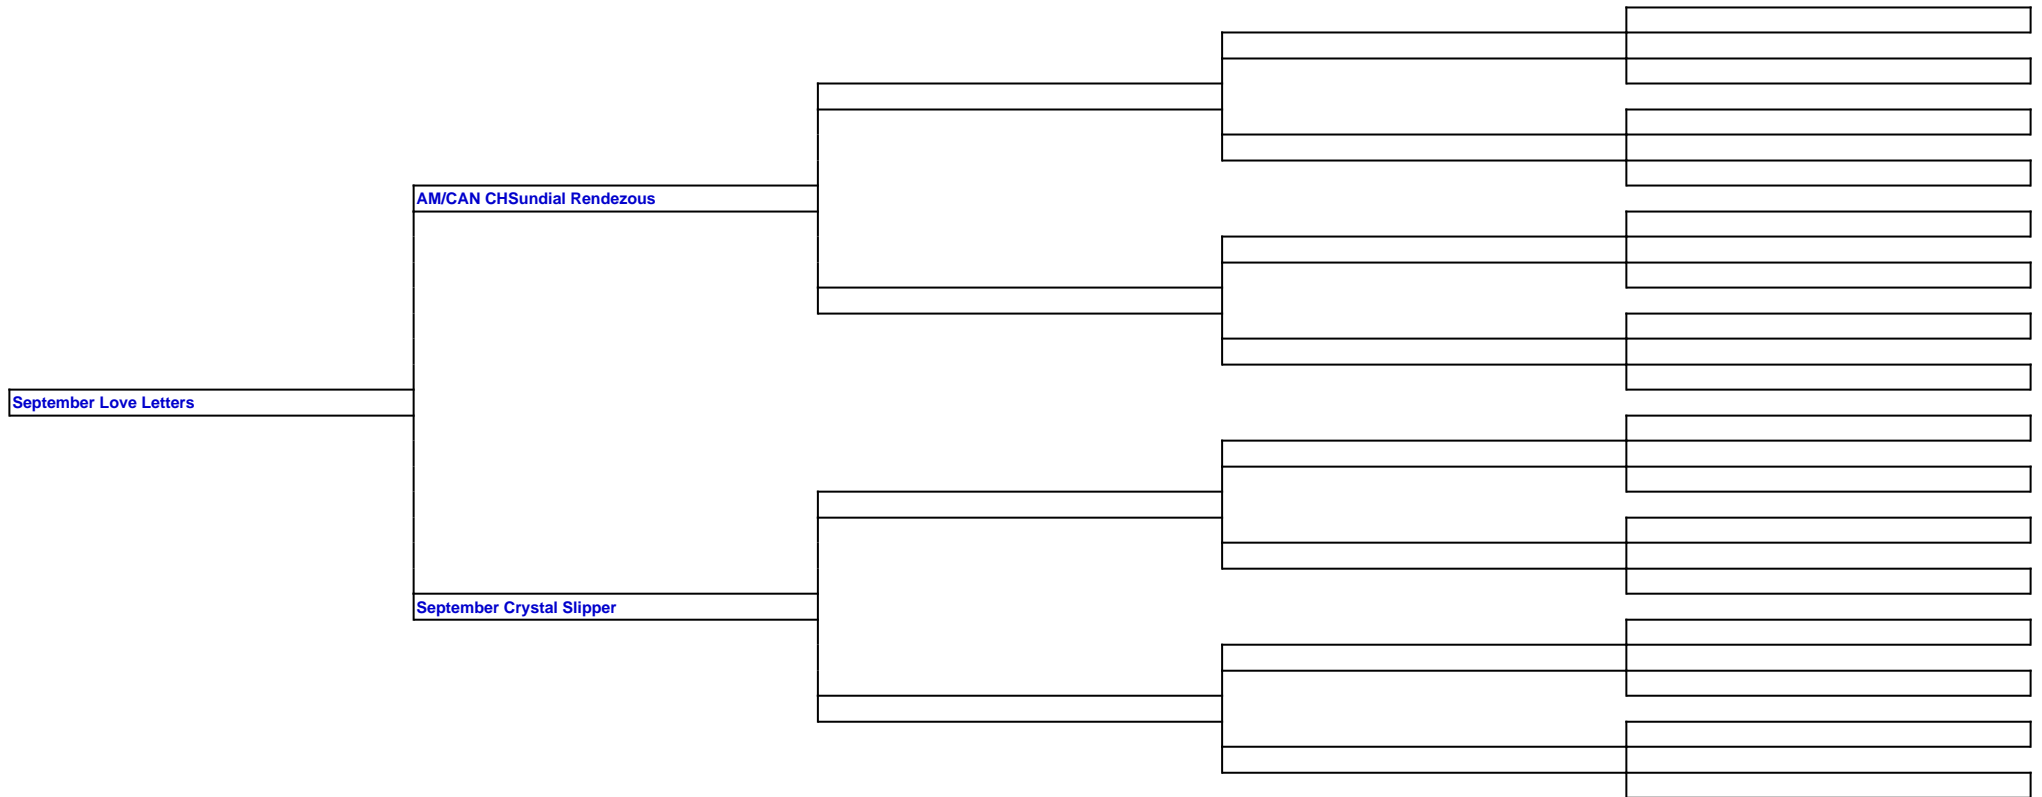 AM/CAN CHSundial Rendezous
September Love Letters
September Crystal Slipper